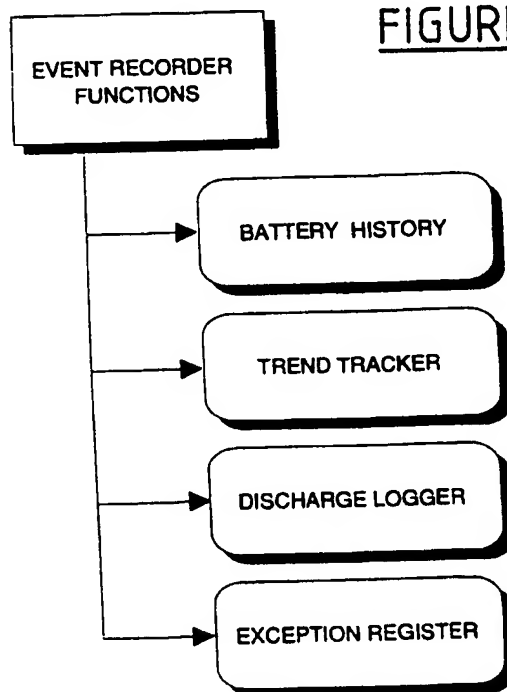 FIGUR
EVENT RECORDER
FUNCTIONS
BATTERY HISTORY
TREND TRACKER
DISCHARGE LOGGER
EXCEPTION REGISTER